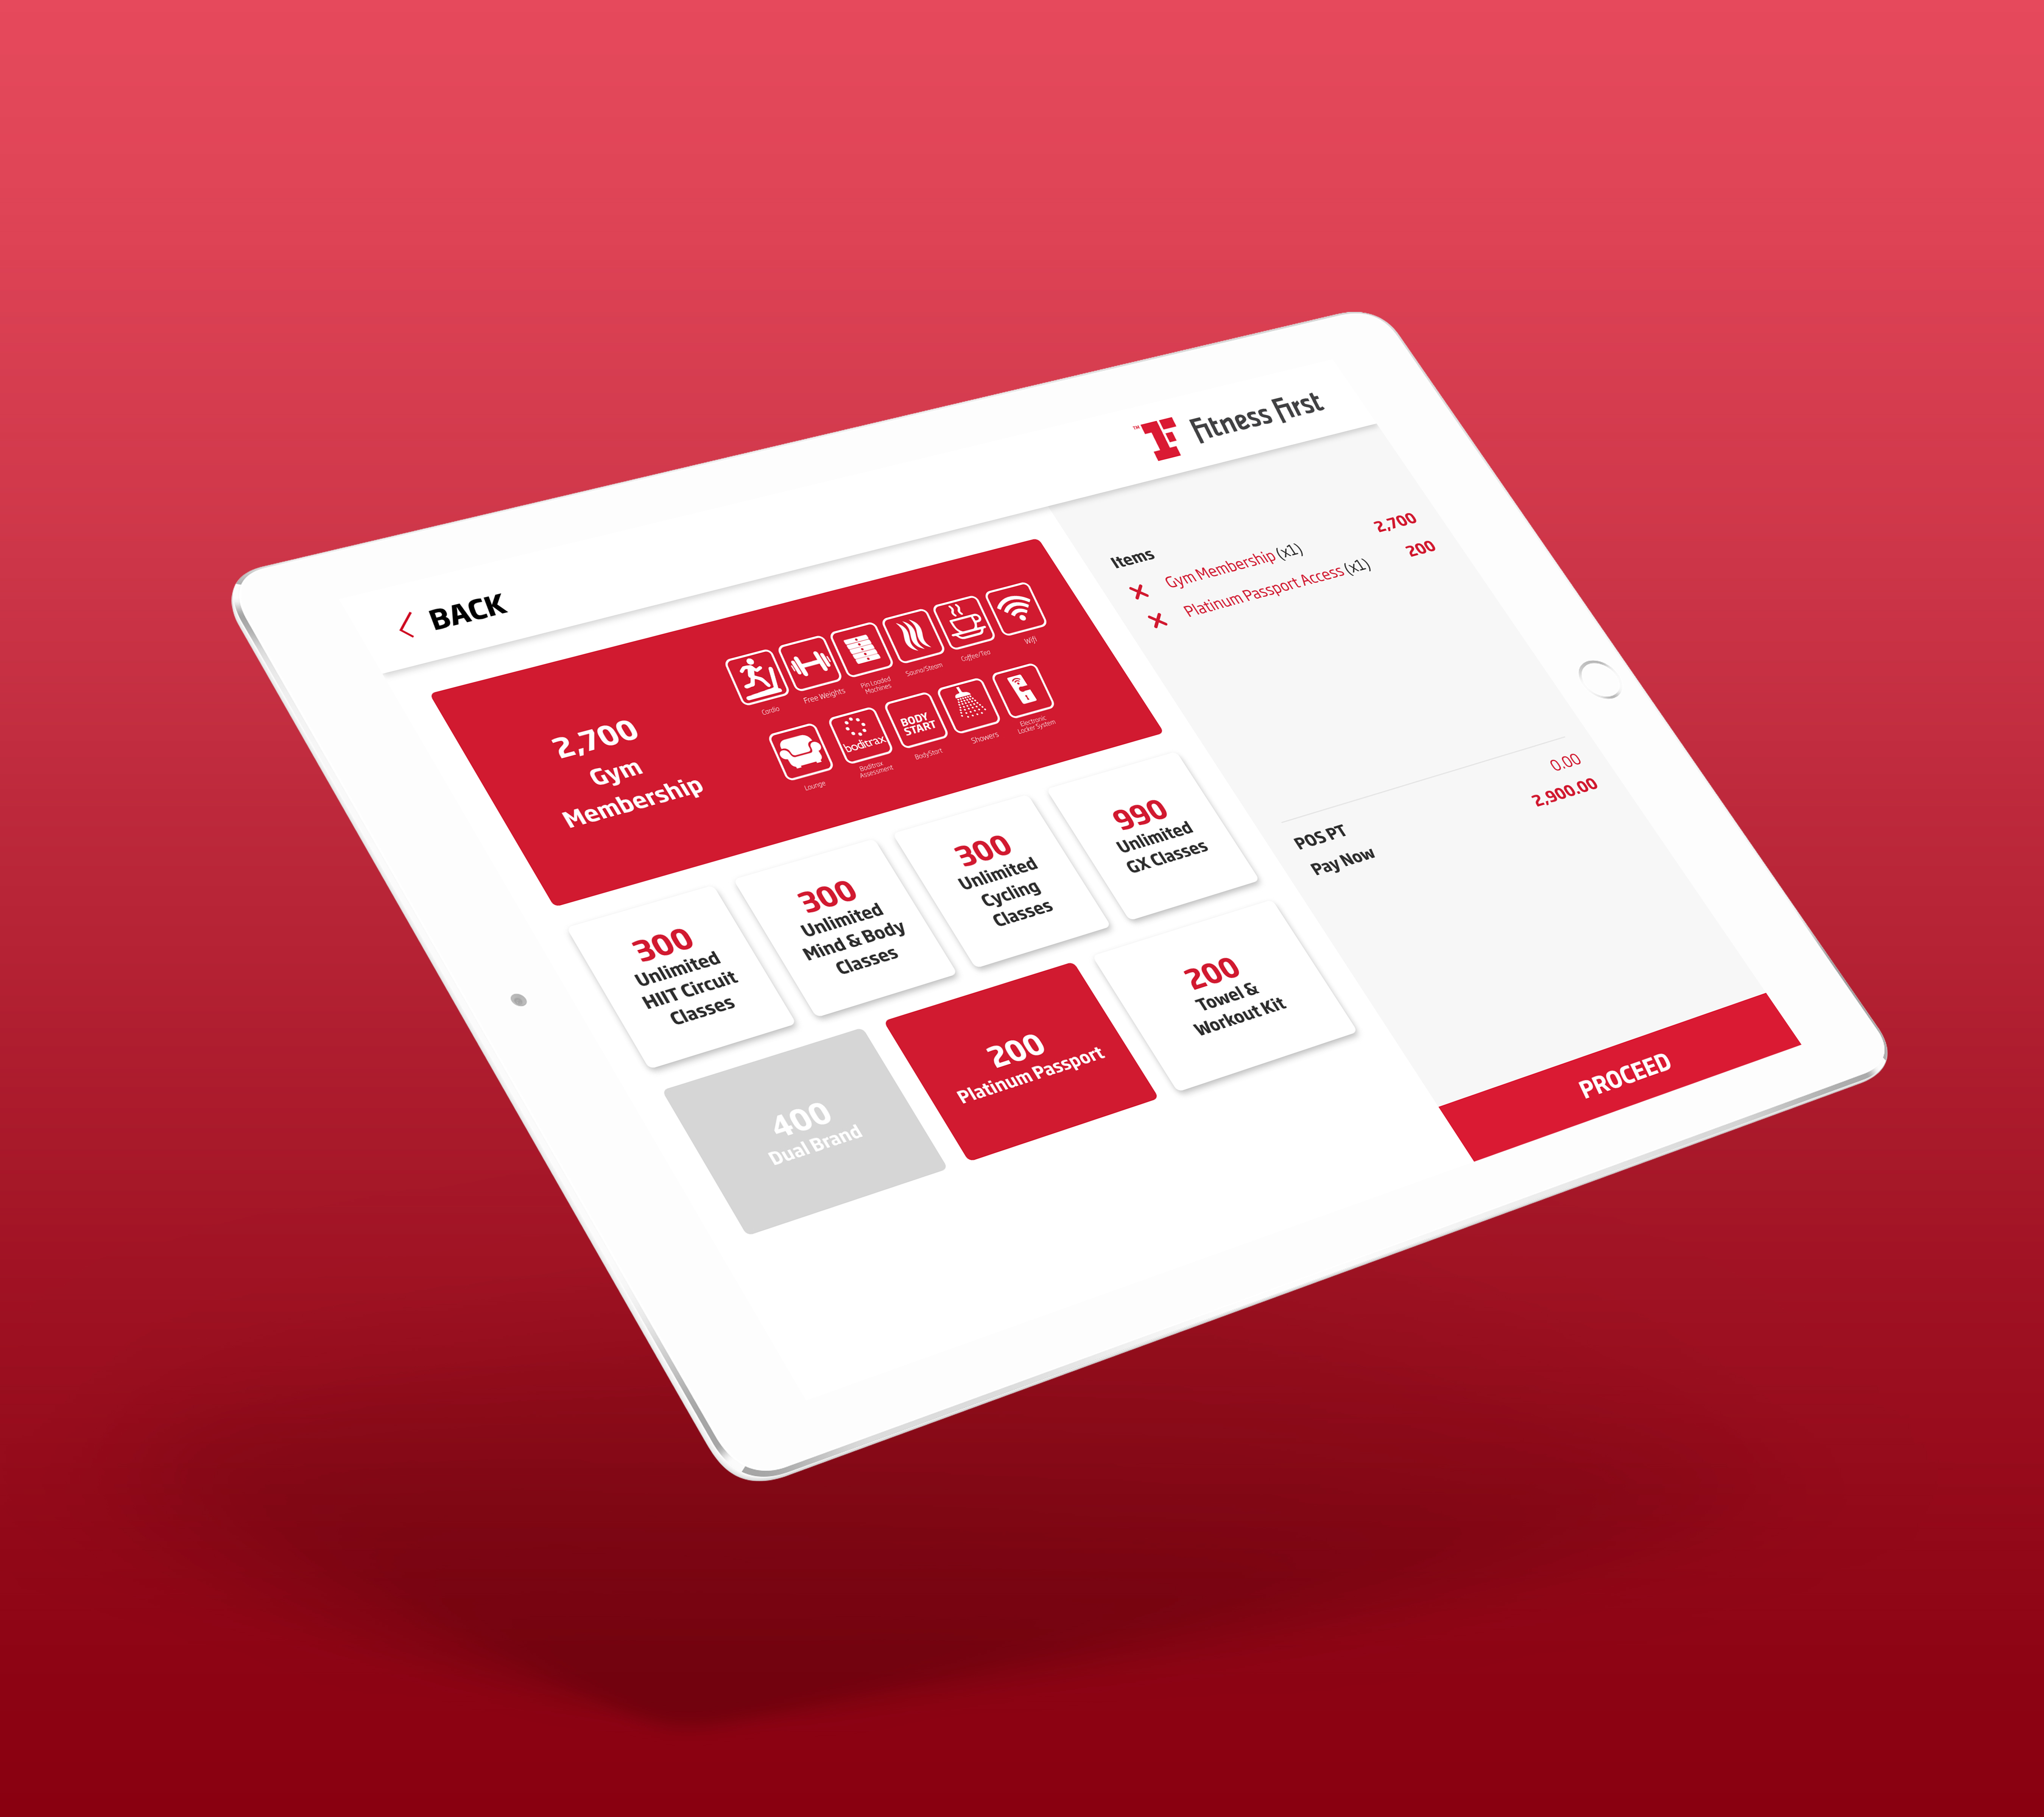 BACK
™ Fitness First
2,700
Gym
Membership
Cardio
Free Weights
Pin Loaded
Machines
Sauna/Steam
Coffee/Tea
Wifi
Lounge
boditrax
Boditrax
Assessment
BODY
START
BodyStart
Showers
Electronic
Locker System
300
Unlimited
HIIT Circuit
Classes
300
Unlimited
Mind & Body
Classes
300
Unlimited
Cycling
Classes
990
Unlimited
GX Classes
400
Dual Brand
200
Platinum Passport
200
Towel &
Workout Kit
Items
Gym Membership (x1) 2,700
Platinum Passport Access (x1) 200
POS PT 0.00
Pay Now 2,900.00
PROCEED